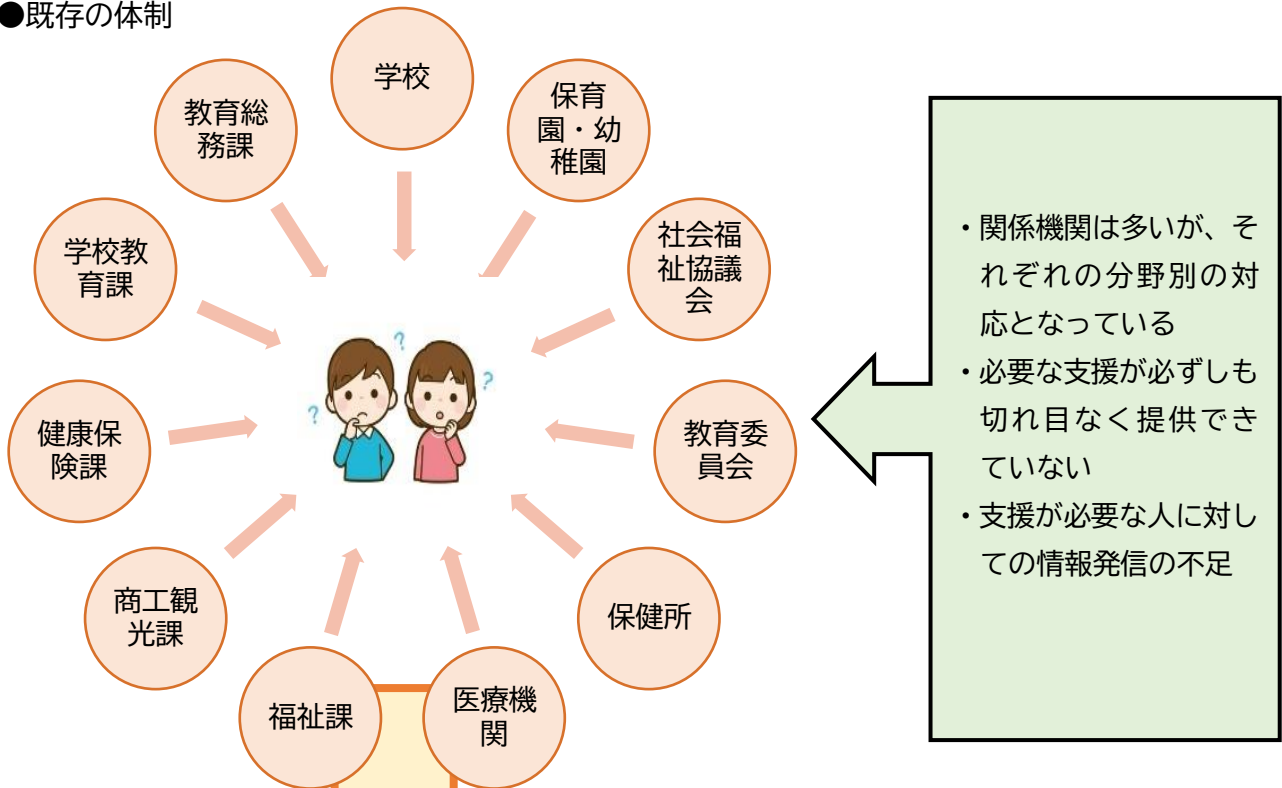 ●既存の体制
学校
教育総
務課
保育
園・幼
稚園
学校教
育課
社会福
祉協議
会
健康保
険課
教育委
員会
商工観
光課
保健所
福祉課
医療機
関
?
?
?
・関係機関は多いが、そ
れぞれの分野別の対
応となっている
・必要な支援が必ずしも
切れ目なく提供でき
ていない
・支援が必要な人に対し
ての情報発信の不足